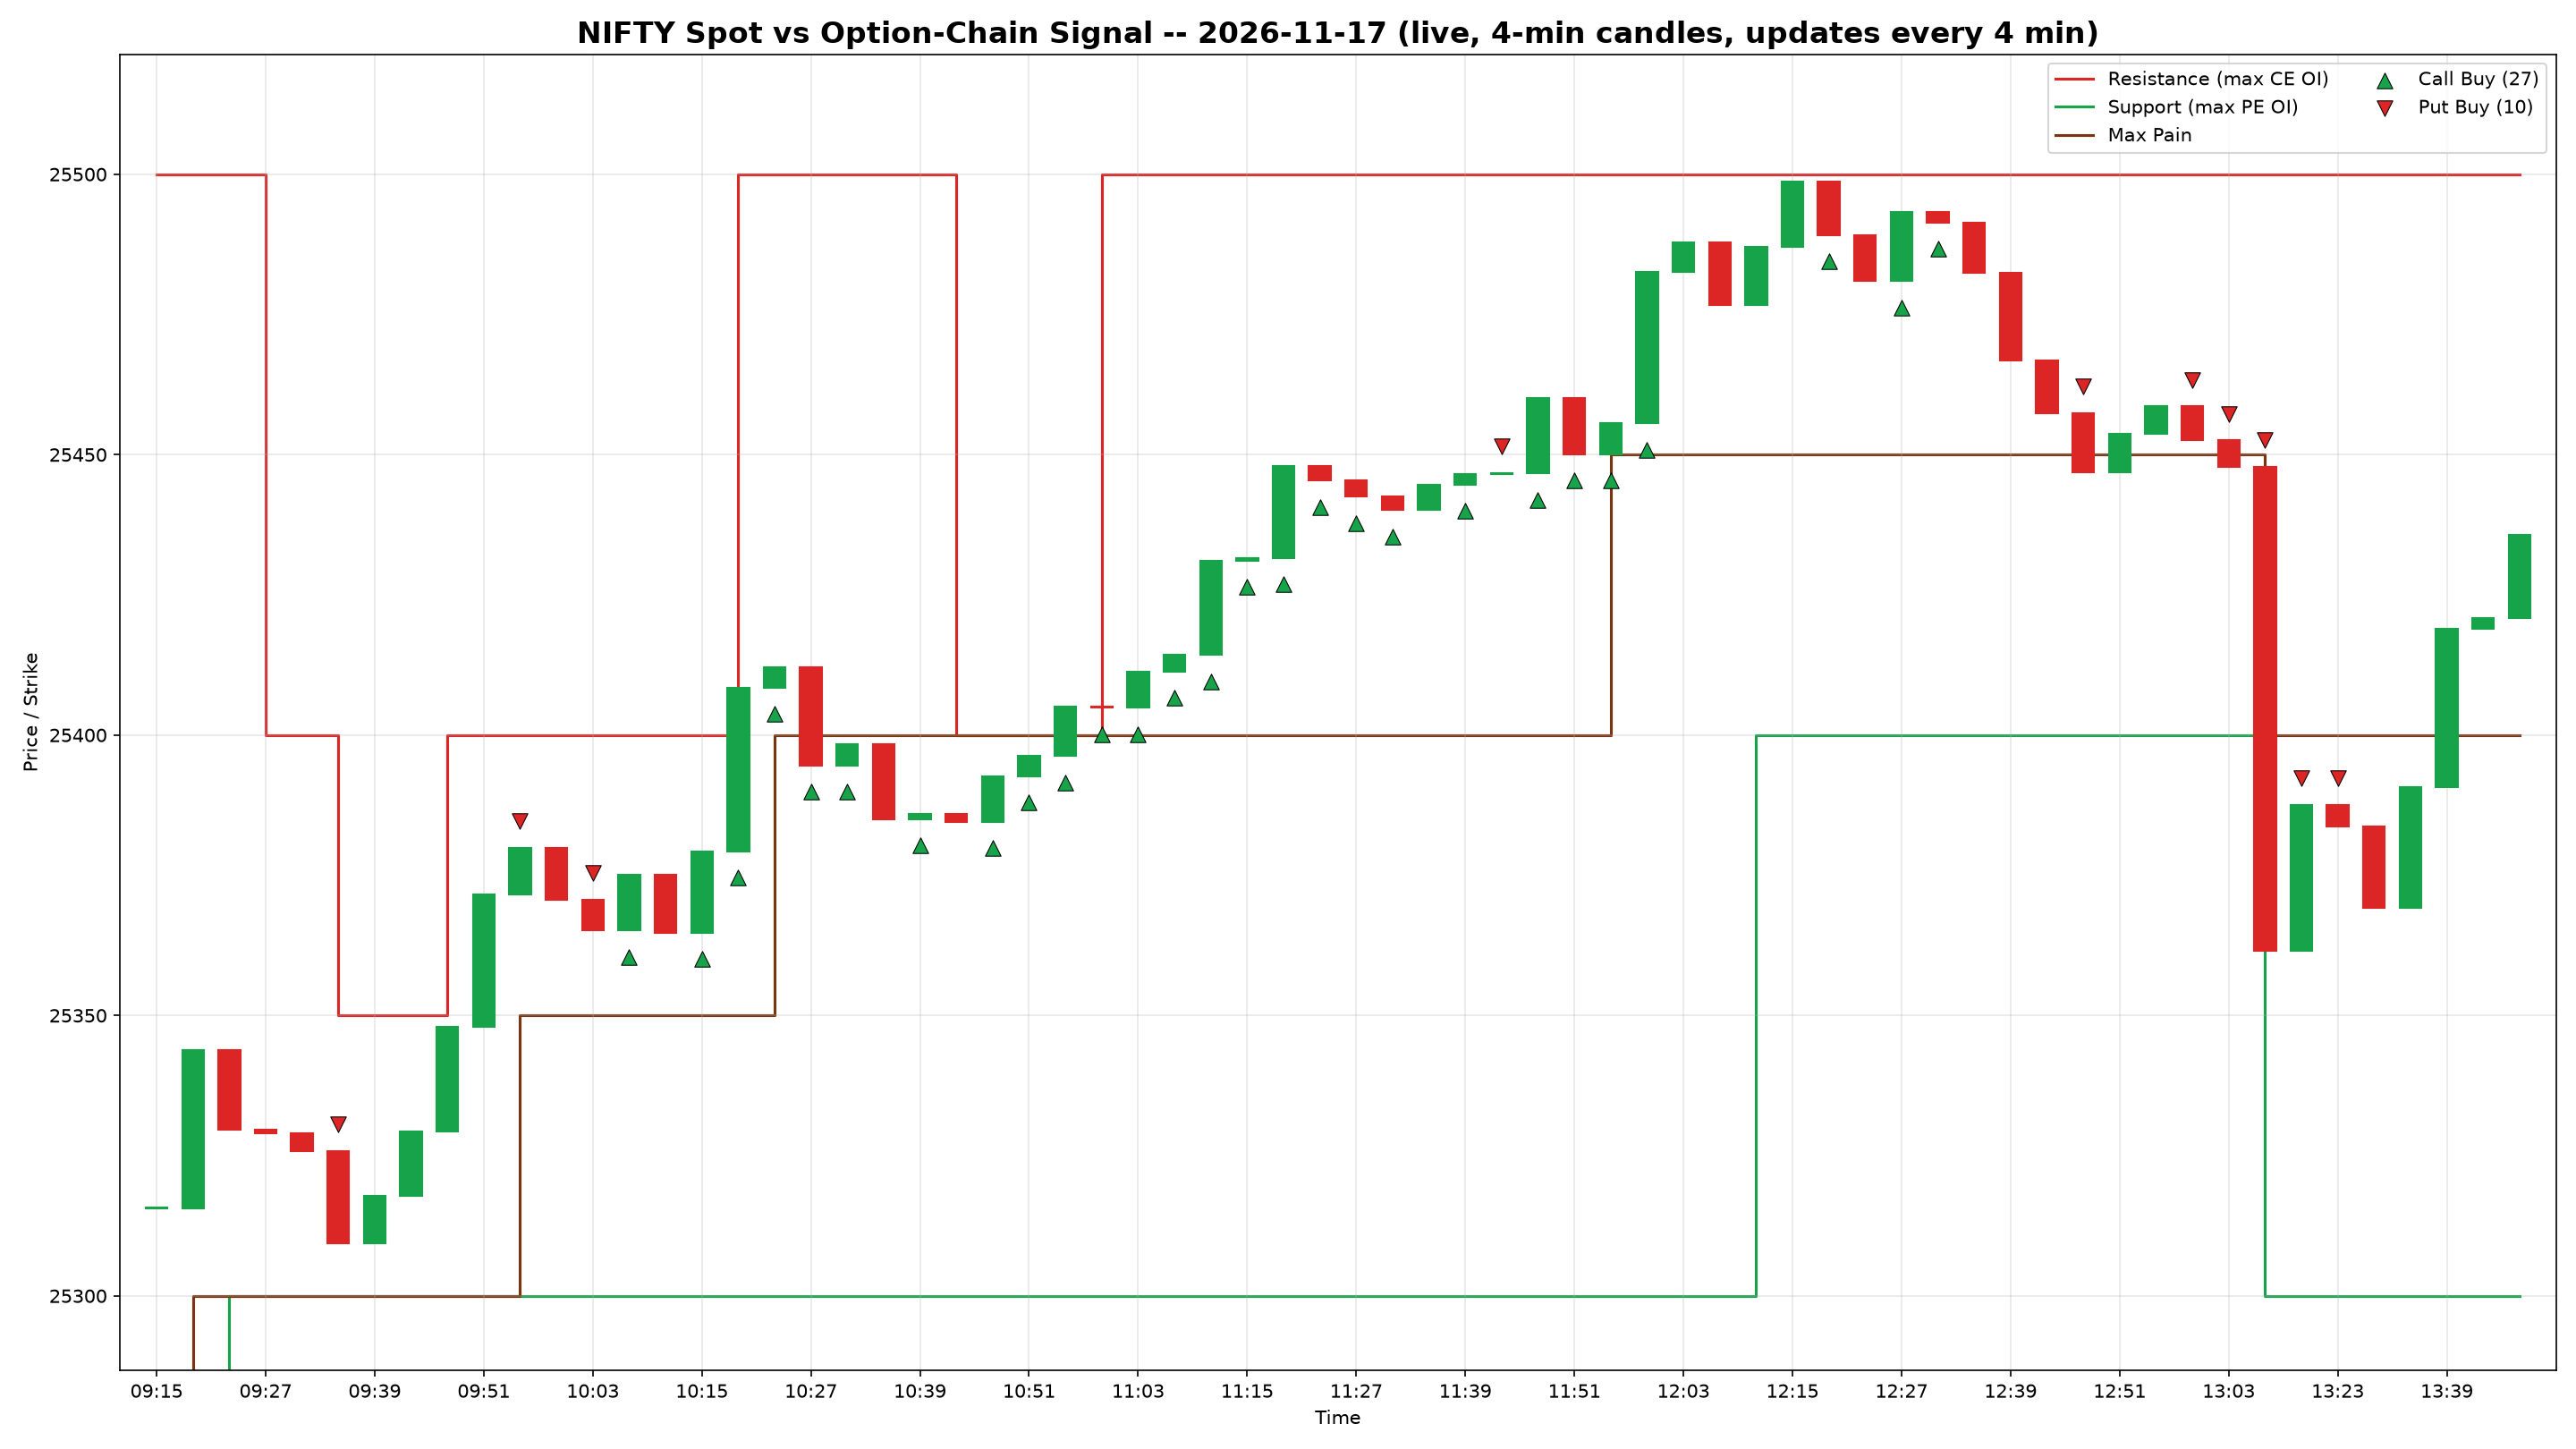 NIFTY Spot vs Option-Chain Signal -- 2026-11-17 (live, 4-min candles, updates every 4 min)
Resistance (max CE OI)
Support (max PE OI)
Max Pain
Call Buy (27)
Put Buy (10)
Price / Strike
25500
25450
25400
25350
25300
09:15 09:27 09:39 09:51 10:03 10:15 10:27 10:39 10:51 11:03 11:15 11:27 11:39 11:51 12:03 12:15 12:27 12:39 12:51 13:03 13:23 13:39
Time